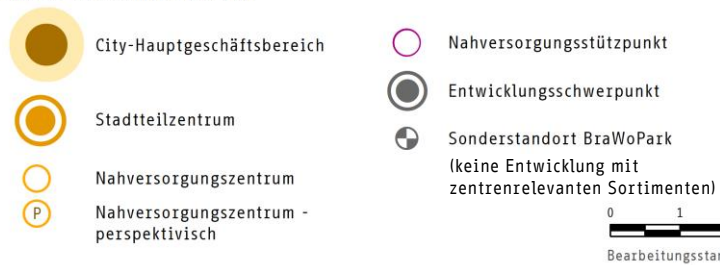 City-Hauptgeschäftsbereich
Stadtteilzentrum
Nahversorgungszentrum
P
Nahversorgungszentrum -
perspektivisch
Nahversorgungsstützpunkt
Entwicklungsschwerpunkt
Sonderstandort BraWoPark
(keine Entwicklung mit
zentrenrelevanten Sortimenten)
0 1